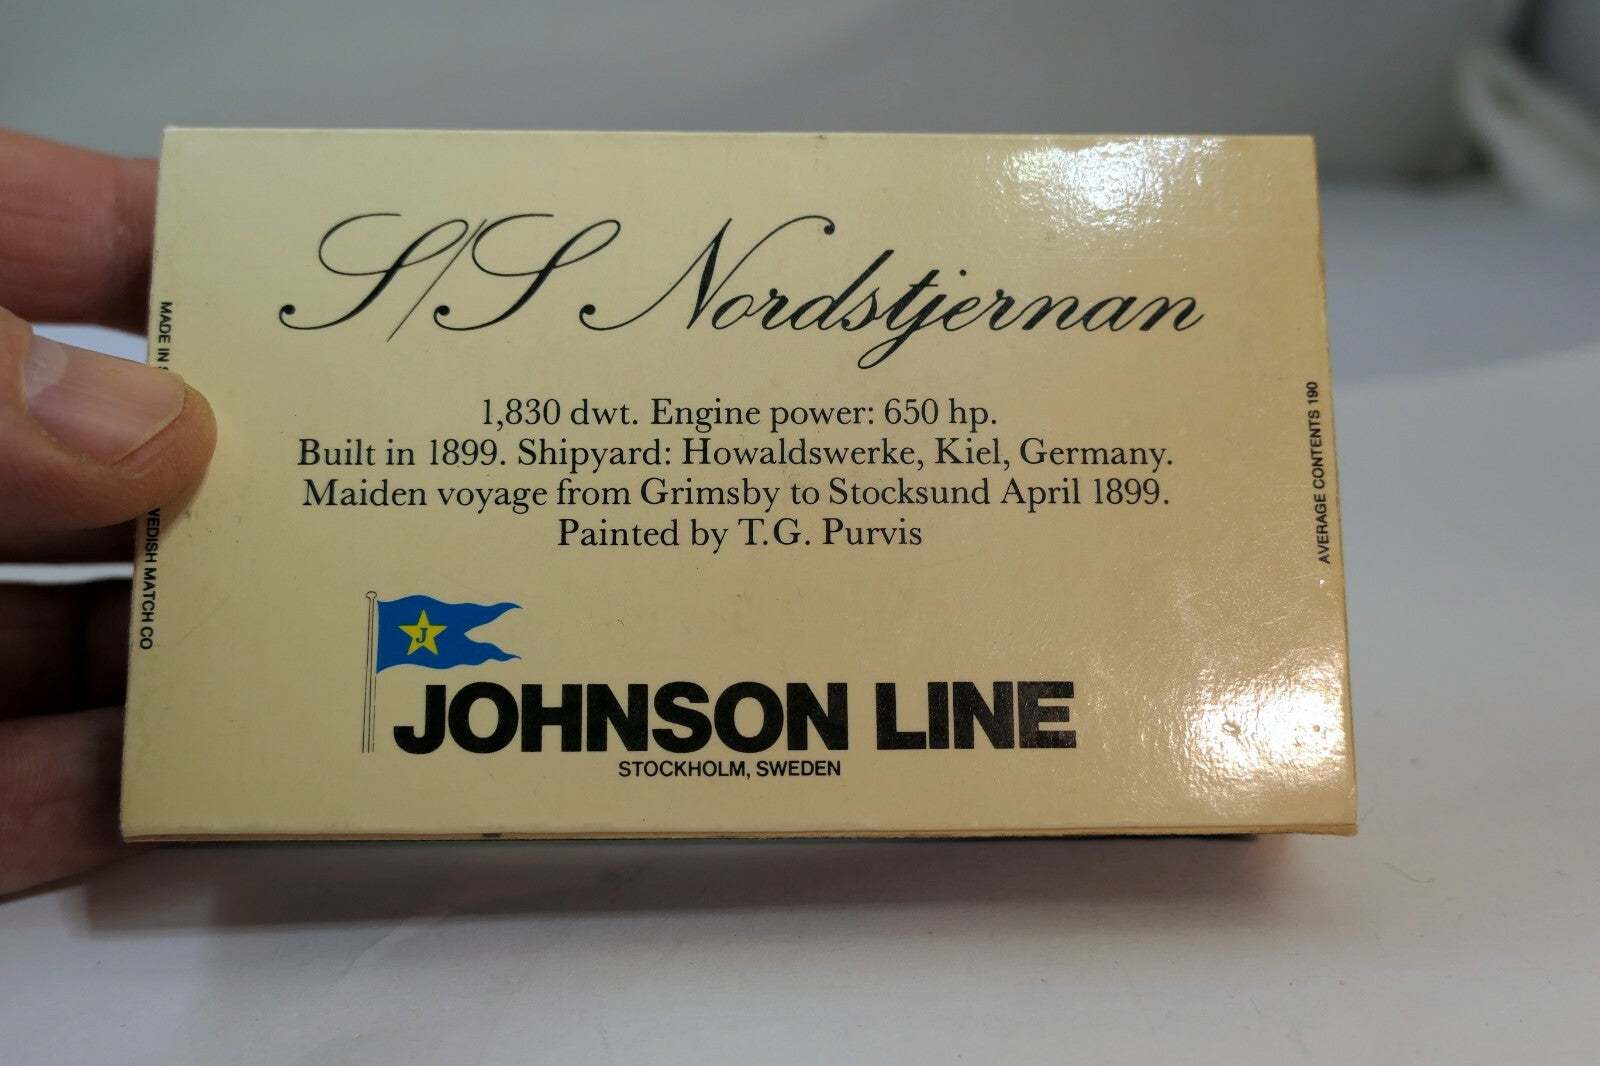 S/S Nordstjernan
1,830 dwt. Engine power: 650 hp.
Built in 1899. Shipyard: Howaldswerke, Kiel, Germany.
Maiden voyage from Grimsby to Stocksund April 1899.
Painted by T.G. Purvis
J
JOHNSON LINE
STOCKHOLM, SWEDEN
MADE IN
MATCH CO
AVERAGE CONTENTS 190